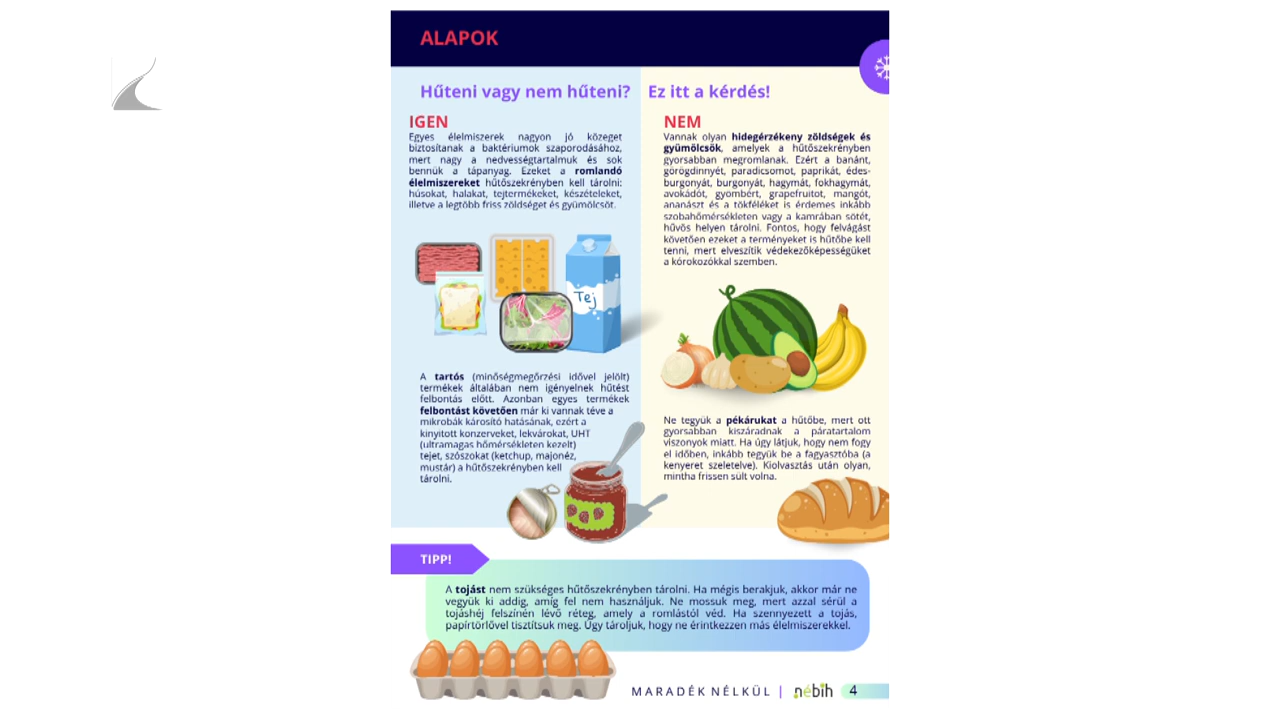 ALAPOK
Hűteni vagy nem hűteni? Ez itt a kérdés!
IGEN
Egyes élelmiszerek nagyon jó közeget
biztosítanak a baktériumok szaporodásához,
mert nagy a nedvességtartalmuk és sok
bennük a tápanyag. Ezeket a romlandó
élelmiszereket hűtőszekrényben kell tárolni:
húsokat, halakat, tejtermékeket, készételeket,
illetve a legtöbb friss zöldséget és gyümölcsöt.
Tej
A tartós (minőségmegőrzési idővel jelölt)
termékek általában nem igényelnek hűtést
felbontás előtt. Azonban egyes termékek
felbontást követően már ki vannak téve a
mikrobák károsító hatásának, ezért a
kinyitott konzerveket, lekvárokat, UHT
(ultramagas hőmérsékleten kezelt)
tejet, szószokat (ketchup, majonéz,
mustár) a hűtőszekrényben kell
tárolni.
NEM
Vannak olyan hidegérzékeny zöldségek és
gyümölcsök, amelyek a hűtőszekrényben
gyorsabban megromlanak. Ezért a banánt,
görögdinnyét, paradicsomot, paprikát, édes-
burgonyát, burgonyát, hagymát, fokhagymát,
avokádót, gyömbért, grapefruitot, mangót,
ananászt és a tökféléket is érdemes inkább
szobahőmérsékleten vagy a kamrában sötét,
hűvös helyen tárolni. Fontos, hogy felvágást
követően ezeket a terményeket is hűtőbe kell
tenni, mert elveszítik védekezőképességüket
a kórokozókkal szemben.
Ne tegyük a pékárukat a hűtőbe, mert ott
gyorsabban kiszáradnak a páratartalom
viszonyok miatt. Ha úgy látjuk, hogy nem fogy
el időben, inkább tegyük be a fagyasztóba (a
kenyeret szeletelve). Kiolvasztás után olyan,
mintha frissen sült volna.
TIPP!
A tojást nem szükséges hűtőszekrényben tárolni. Ha mégis berakjuk, akkor már ne
vegyük ki addig, amíg fel nem használjuk. Ne mossuk meg, mert azzal sérül a
tojáshéj felszínén lévő réteg, amely a romlástól véd. Ha szennyezett a tojás,
papírtörlővel tisztítsuk meg. Úgy tároljuk, hogy ne érintkezzen más élelmiszerekkel.
MARADÉK NÉLKÜL | nébih 4